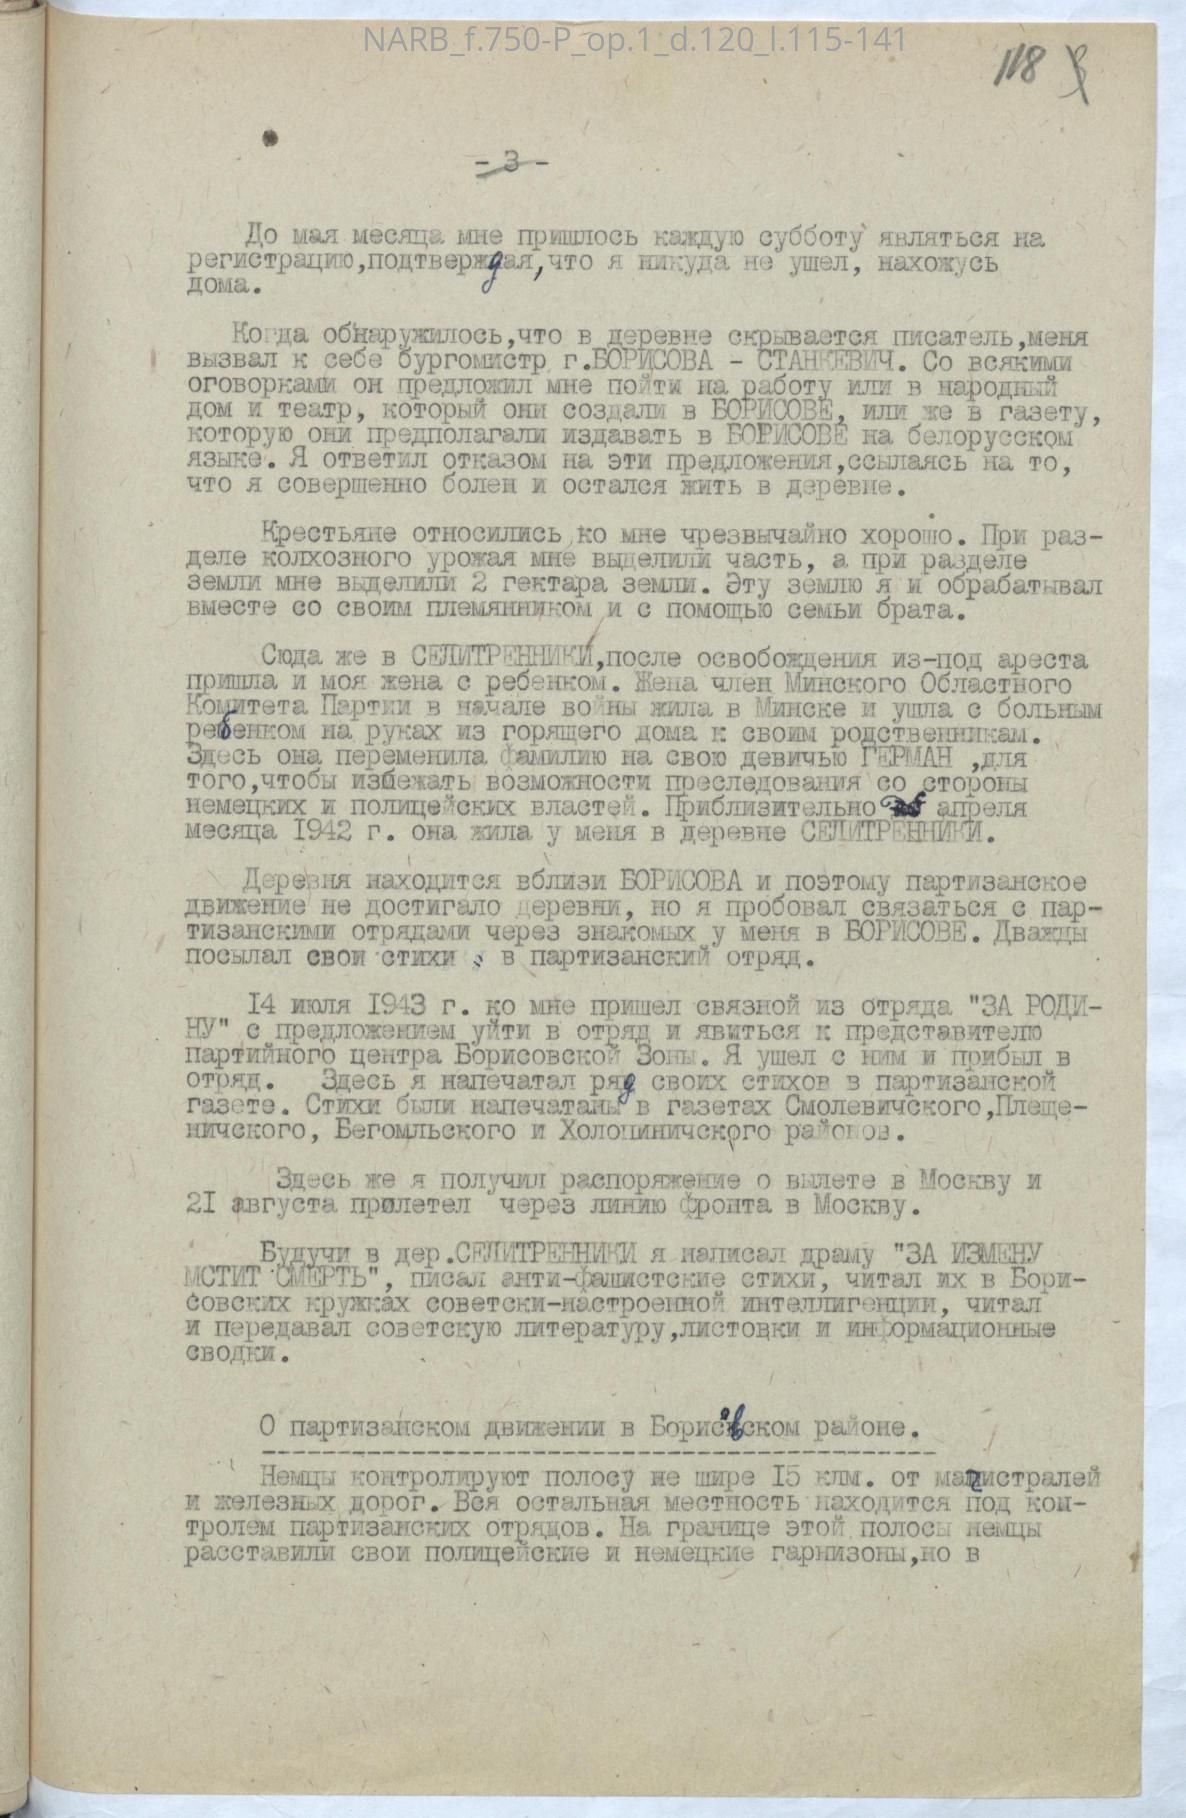 NARB_f.750-P_op.1_d.120_l.115-141
118
- 3 -
До мая месяца мне пришлось каждую субботу являться на
регистрацию,подтверждая,что я никуда не ушел, нахожусь
дома.
Когда обнаружилось,что в деревне скрывается писатель,меня
вызвал к себе бургомистр г.БОРИСОВА - СТАНКЕВИЧ. Со всякими
оговорками он предложил мне пойти на работу или в народный
дом и театр, который они создали в БОРИСОВЕ, или же в газету,
которую они предполагали издавать в БОРИСОВЕ на белорусском
языке. Я ответил отказом на эти предложения,ссылаясь на то,
что я совершенно болен и остался жить в деревне.
Крестьяне относились ко мне чрезвычайно хорошо. При раз-
деле колхозного урожая мне выделили часть, а при разделе
земли мне выделили 2 гектара земли. Эту землю я и обрабатывал
вместе со своим племянником и с помощью семьи брата.
Сюда же в СЕЛИТРЕННИКИ,после освобождения из-под ареста
пришла и моя жена с ребенком. Жена член Минского Областного
Комитета Партии в начале войны жила в Минске и ушла с больным
ребенком на руках из горящего дома к своим родственникам.
Здесь она переменила фамилию на свою девичью ГЕРМАН ,для
того,чтобы избежать возможности преследования со стороны
немецких и полицейских властей. Приблизительно до апреля
месяца 1942 г. она жила у меня в деревне СЕЛИТРЕННИКИ.
Деревня находится вблизи БОРИСОВА и поэтому партизанское
движение не достигало деревни, но я пробовал связаться с пар-
тизанскими отрядами через знакомых у меня в БОРИСОВЕ. Дважды
посылал свои стихи в партизанский отряд.
14 июля 1943 г. ко мне пришел связной из отряда "ЗА РОДИ-
НУ" с предложением уйти в отряд и явиться к представителю
партийного центра Борисовской Зоны. Я ушел с ним и прибыл в
отряд. Здесь я напечатал ряд своих стихов в партизанской
газете. Стихи были напечатаны в газетах Смолевичского,Плеще-
ничского, Бегомльского и Холопиничского районов.
Здесь же я получил распоряжение о вылете в Москву и
21 августа прилетел через линию фронта в Москву.
Будучи в дер.СЕЛИТРЕННИКИ я написал драму "ЗА ИЗМЕНУ
МСТИТ СМЕРТЬ", писал анти-фашистские стихи, читал их в Бори-
совских кружках советски-настроенной интеллигенции, читал
и передавал советскую литературу,листовки и информационные
сводки.
О партизанском движении в Борисовском районе.
Немцы контролируют полосу не шире 15 клм. от магистралей
и железных дорог. Вся остальная местность находится под кон-
тролем партизанских отрядов. На границе этой полосы немцы
расставили свои полицейские и немецкие гарнизоны,но в